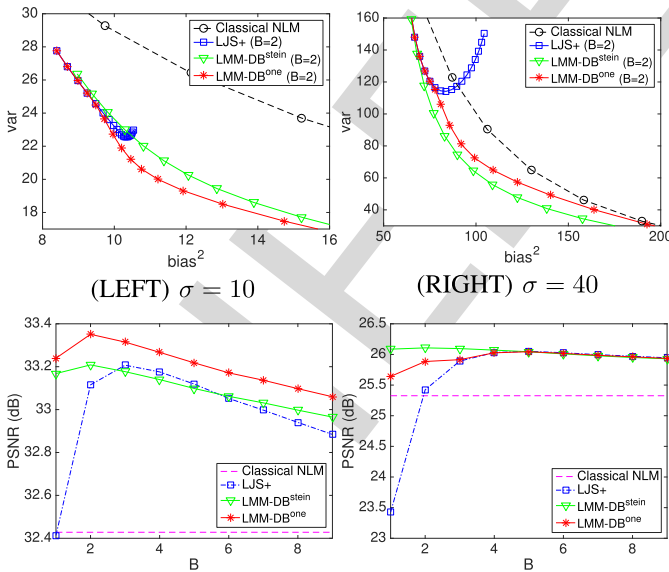 30
28
26
24
22
20
18
var
8
10
12
14
16
bias²
Classical NLM
LJS+ (B=2)
LMM-DB^stein (B=2)
LMM-DB^one (B=2)
(LEFT) σ = 10
160
140
120
100
80
60
40
var
50
100
150
200
bias²
Classical NLM
LJS+ (B=2)
LMM-DB^stein (B=2)
LMM-DB^one (B=2)
(RIGHT) σ = 40
33.4
33.2
33
32.8
32.6
32.4
PSNR (dB)
2
4
6
8
B
Classical NLM
LJS+
LMM-DB^stein
LMM-DB^one
26.5
26
25.5
25
24.5
24
23.5
23
PSNR (dB)
2
4
6
8
B
Classical NLM
LJS+
LMM-DB^stein
LMM-DB^one